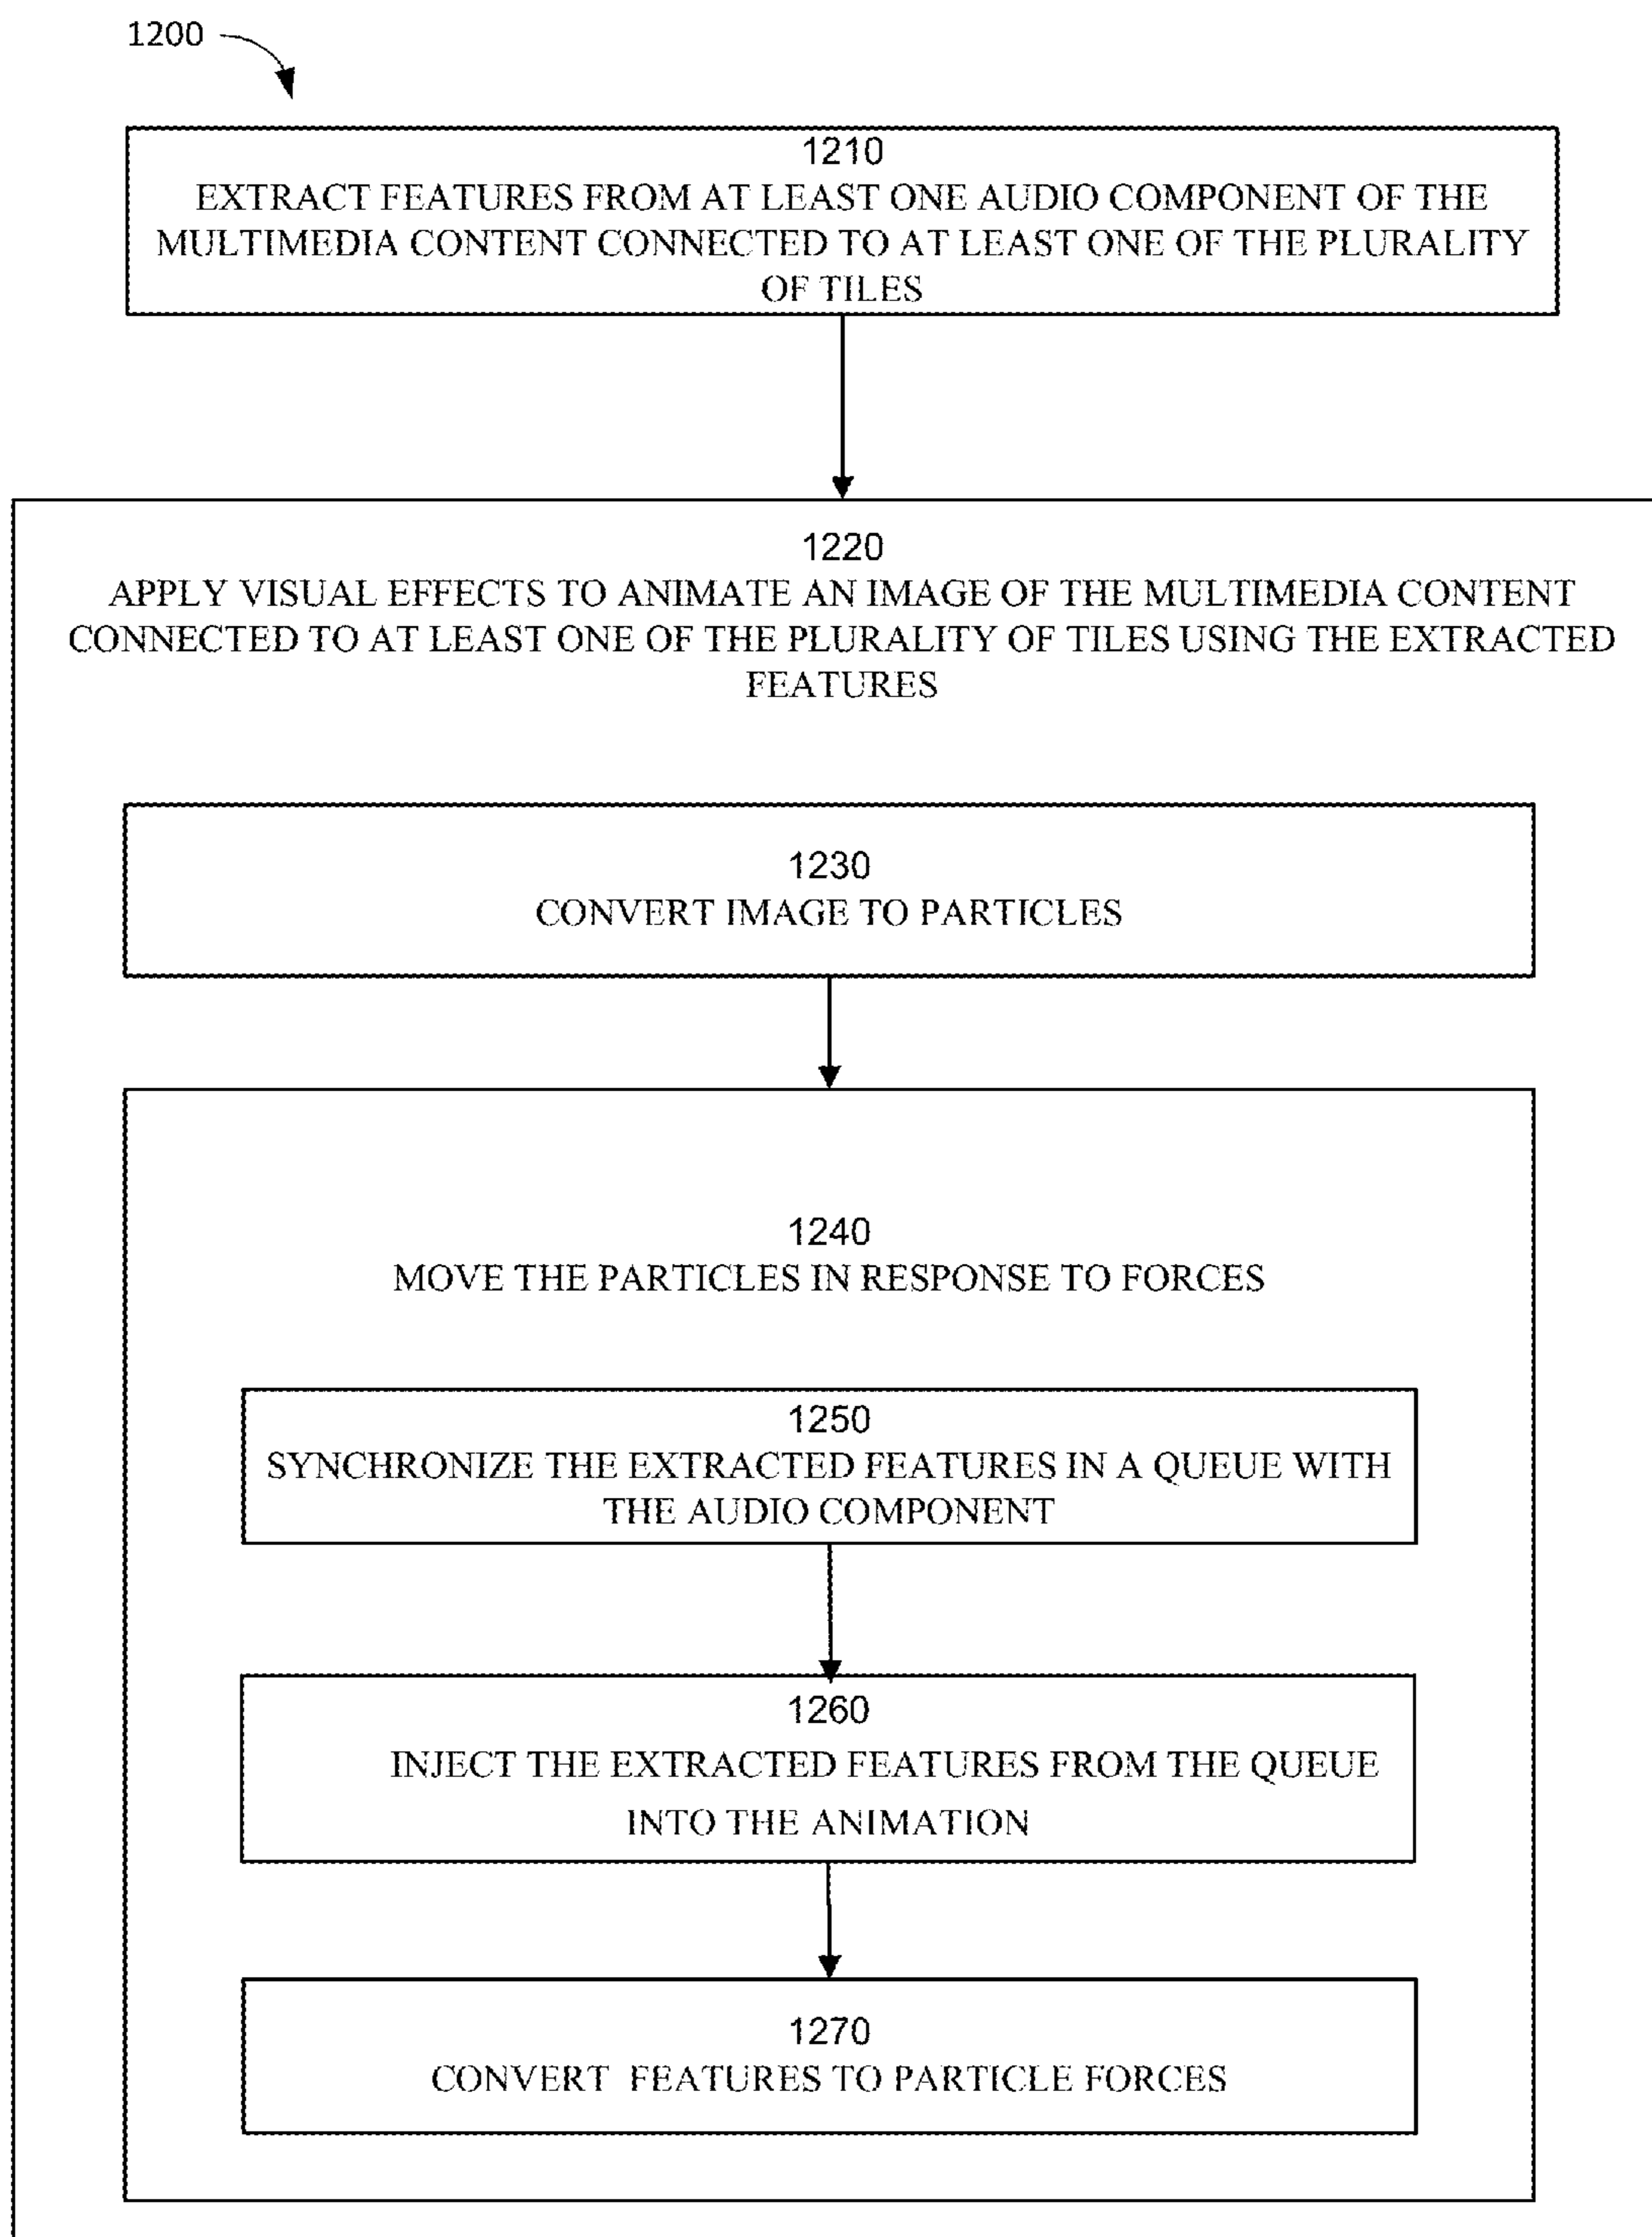 1200
1210
EXTRACT FEATURES FROM AT LEAST ONE AUDIO COMPONENT OF THE
MULTIMEDIA CONTENT CONNECTED TO AT LEAST ONE OF THE PLURALITY
OF TILES
1220
APPLY VISUAL EFFECTS TO ANIMATE AN IMAGE OF THE MULTIMEDIA CONTENT
CONNECTED TO AT LEAST ONE OF THE PLURALITY OF TILES USING THE EXTRACTED
FEATURES
1230
CONVERT IMAGE TO PARTICLES
1240
MOVE THE PARTICLES IN RESPONSE TO FORCES
1250
SYNCHRONIZE THE EXTRACTED FEATURES IN A QUEUE WITH
THE AUDIO COMPONENT
1260
INJECT THE EXTRACTED FEATURES FROM THE QUEUE
INTO THE ANIMATION
1270
CONVERT FEATURES TO PARTICLE FORCES